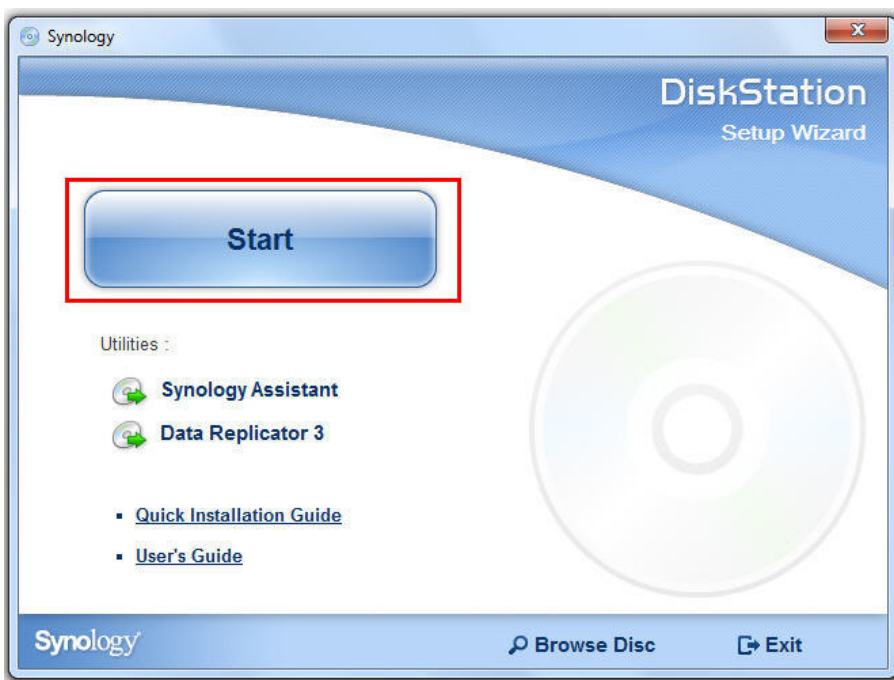 Synology
DiskStation
Setup Wizard
Start
Utilities :
Synology Assistant
Data Replicator 3
Quick Installation Guide
User's Guide
Synology
Browse Disc
Exit